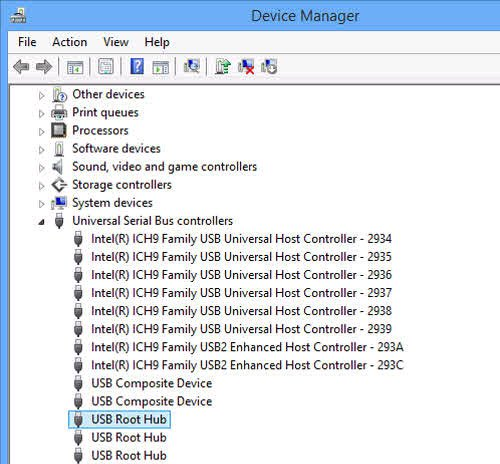 Device Manager
File Action View Help
Other devices
Print queues
Processors
Software devices
Sound, video and game controllers
Storage controllers
System devices
Universal Serial Bus controllers
Intel(R) ICH9 Family USB Universal Host Controller - 2934
Intel(R) ICH9 Family USB Universal Host Controller - 2935
Intel(R) ICH9 Family USB Universal Host Controller - 2936
Intel(R) ICH9 Family USB Universal Host Controller - 2937
Intel(R) ICH9 Family USB Universal Host Controller - 2938
Intel(R) ICH9 Family USB Universal Host Controller - 2939
Intel(R) ICH9 Family USB2 Enhanced Host Controller - 293A
Intel(R) ICH9 Family USB2 Enhanced Host Controller - 293C
USB Composite Device
USB Composite Device
USB Root Hub
USB Root Hub
USB Root Hub